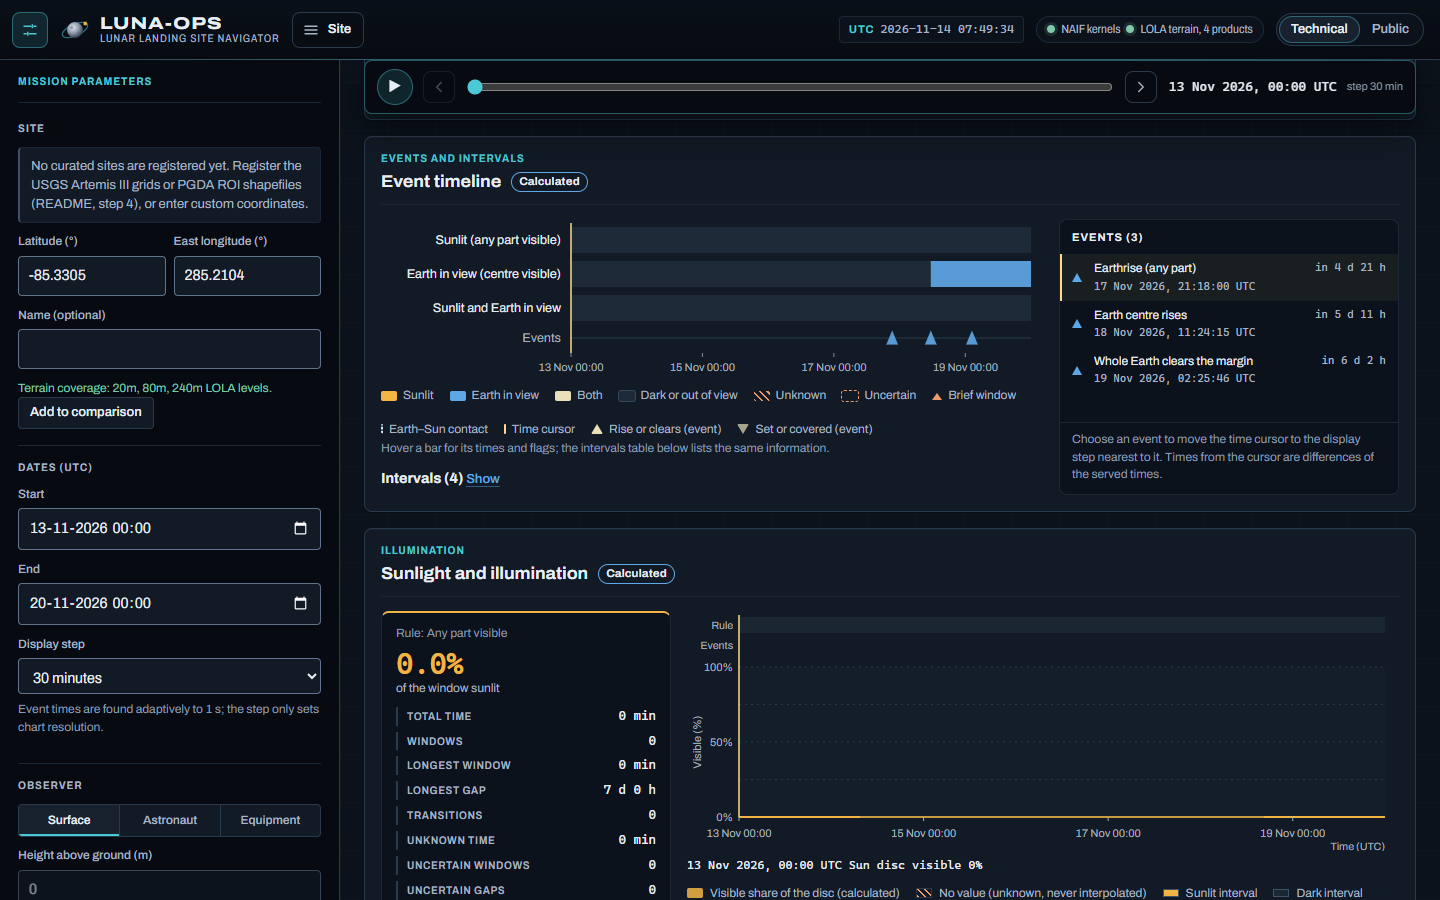 LUNA-OPS
LUNAR LANDING SITE NAVIGATOR
Site
UTC 2026-11-14 07:49:34
NAIF kernels
LOLA terrain, 4 products
Technical
Public
MISSION PARAMETERS
SITE
No curated sites are registered yet. Register the
USGS Artemis III grids or PGDA ROI shapefiles
(README, step 4), or enter custom coordinates.
Latitude (°)
East longitude (°)
-85.3305
285.2104
Name (optional)
Terrain coverage: 20m, 80m, 240m LOLA levels.
Add to comparison
DATES (UTC)
Start
13-11-2026 00:00
End
20-11-2026 00:00
Display step
30 minutes
Event times are found adaptively to 1 s; the step only sets
chart resolution.
OBSERVER
Surface
Astronaut
Equipment
Height above ground (m)
0
13 Nov 2026, 00:00 UTC
step 30 min
EVENTS AND INTERVALS
Event timeline
Calculated
Sunlit (any part visible)
Earth in view (centre visible)
Sunlit and Earth in view
Events
13 Nov 00:00
15 Nov 00:00
17 Nov 00:00
19 Nov 00:00
Sunlit
Earth in view
Both
Dark or out of view
Unknown
Uncertain
Brief window
Earth–Sun contact
Time cursor
Rise or clears (event)
Set or covered (event)
Hover a bar for its times and flags; the intervals table below lists the same information.
Intervals (4) Show
EVENTS (3)
Earthrise (any part)
in 4 d 21 h
17 Nov 2026, 21:18:00 UTC
Earth centre rises
in 5 d 11 h
18 Nov 2026, 11:24:15 UTC
Whole Earth clears the margin
in 6 d 2 h
19 Nov 2026, 02:25:46 UTC
Choose an event to move the time cursor to the display
step nearest to it. Times from the cursor are differences of
the served times.
ILLUMINATION
Sunlight and illumination
Calculated
Rule: Any part visible
0.0%
of the window sunlit
TOTAL TIME
0 min
WINDOWS
0
LONGEST WINDOW
0 min
LONGEST GAP
7 d 0 h
TRANSITIONS
0
UNKNOWN TIME
0 min
UNCERTAIN WINDOWS
0
UNCERTAIN GAPS
0
Rule
Events
100%
50%
0%
Visible (%)
13 Nov 00:00
15 Nov 00:00
17 Nov 00:00
19 Nov 00:00
Time (UTC)
13 Nov 2026, 00:00 UTC Sun disc visible 0%
Visible share of the disc (calculated)
No value (unknown, never interpolated)
Sunlit interval
Dark interval